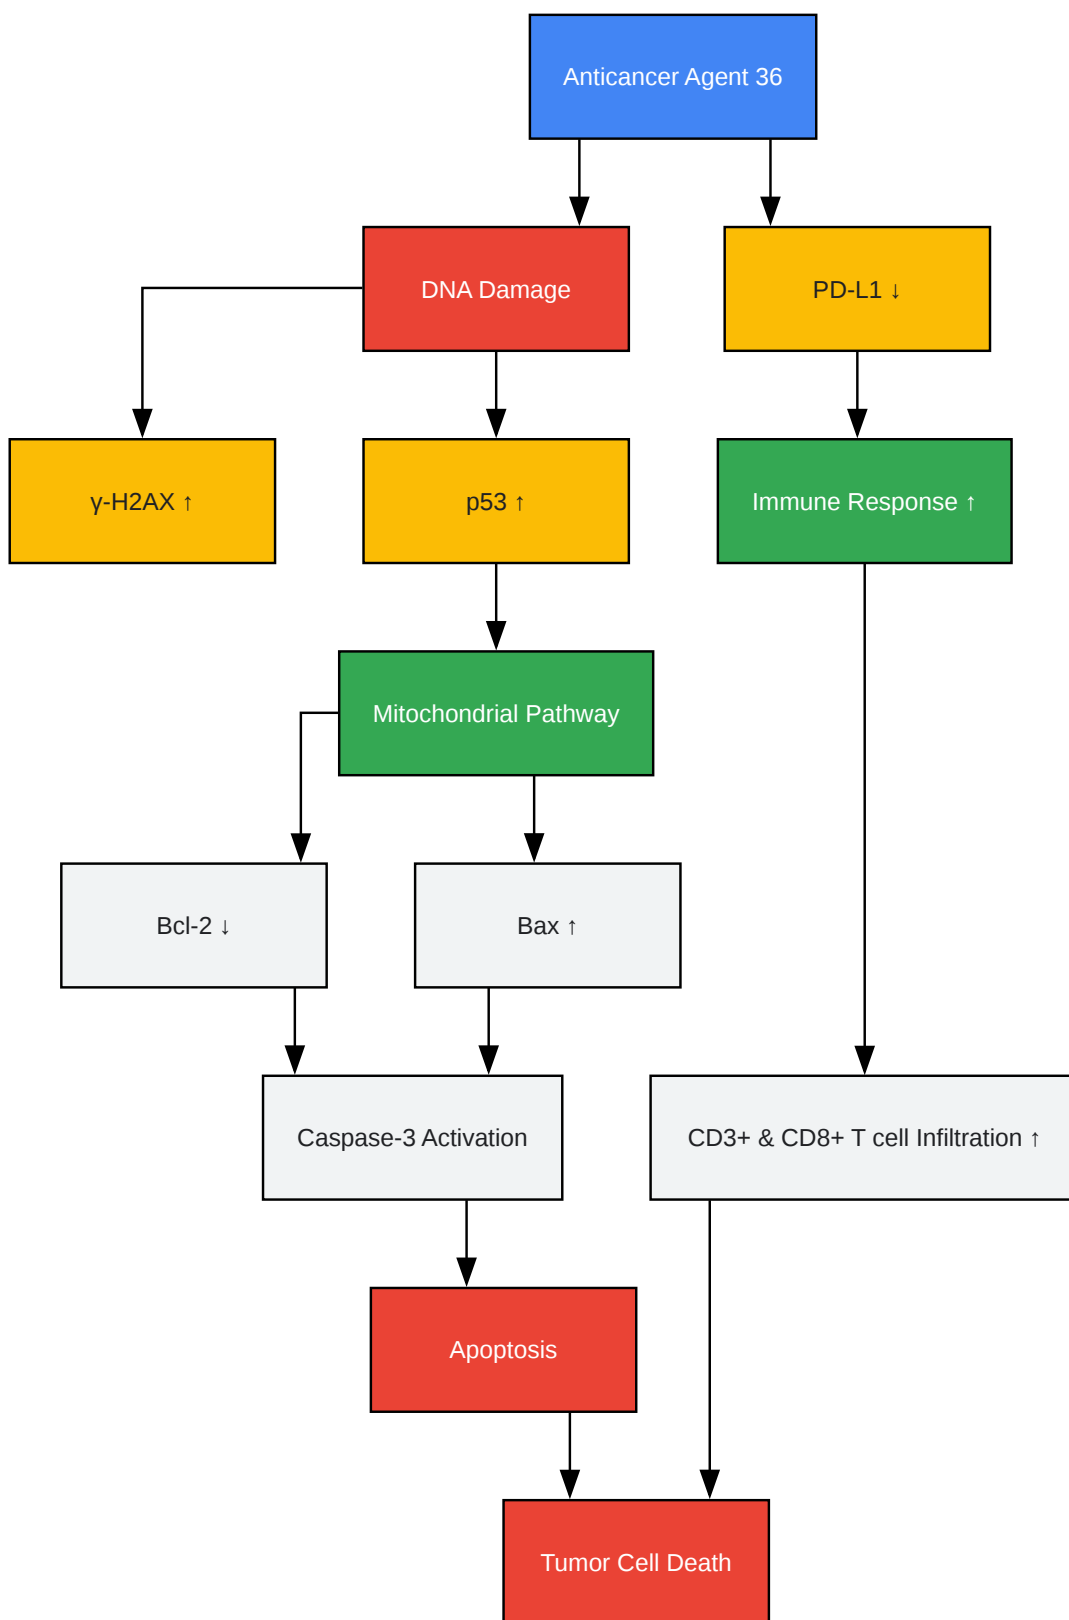 Anticancer Agent 36
DNA Damage
PD-L1 ↓
γ-H2AX ↑
p53 ↑
Immune Response ↑
Mitochondrial Pathway
Bcl-2 ↓
Bax ↑
Caspase-3 Activation
CD3+ & CD8+ T cell Infiltration ↑
Apoptosis
Tumor Cell Death